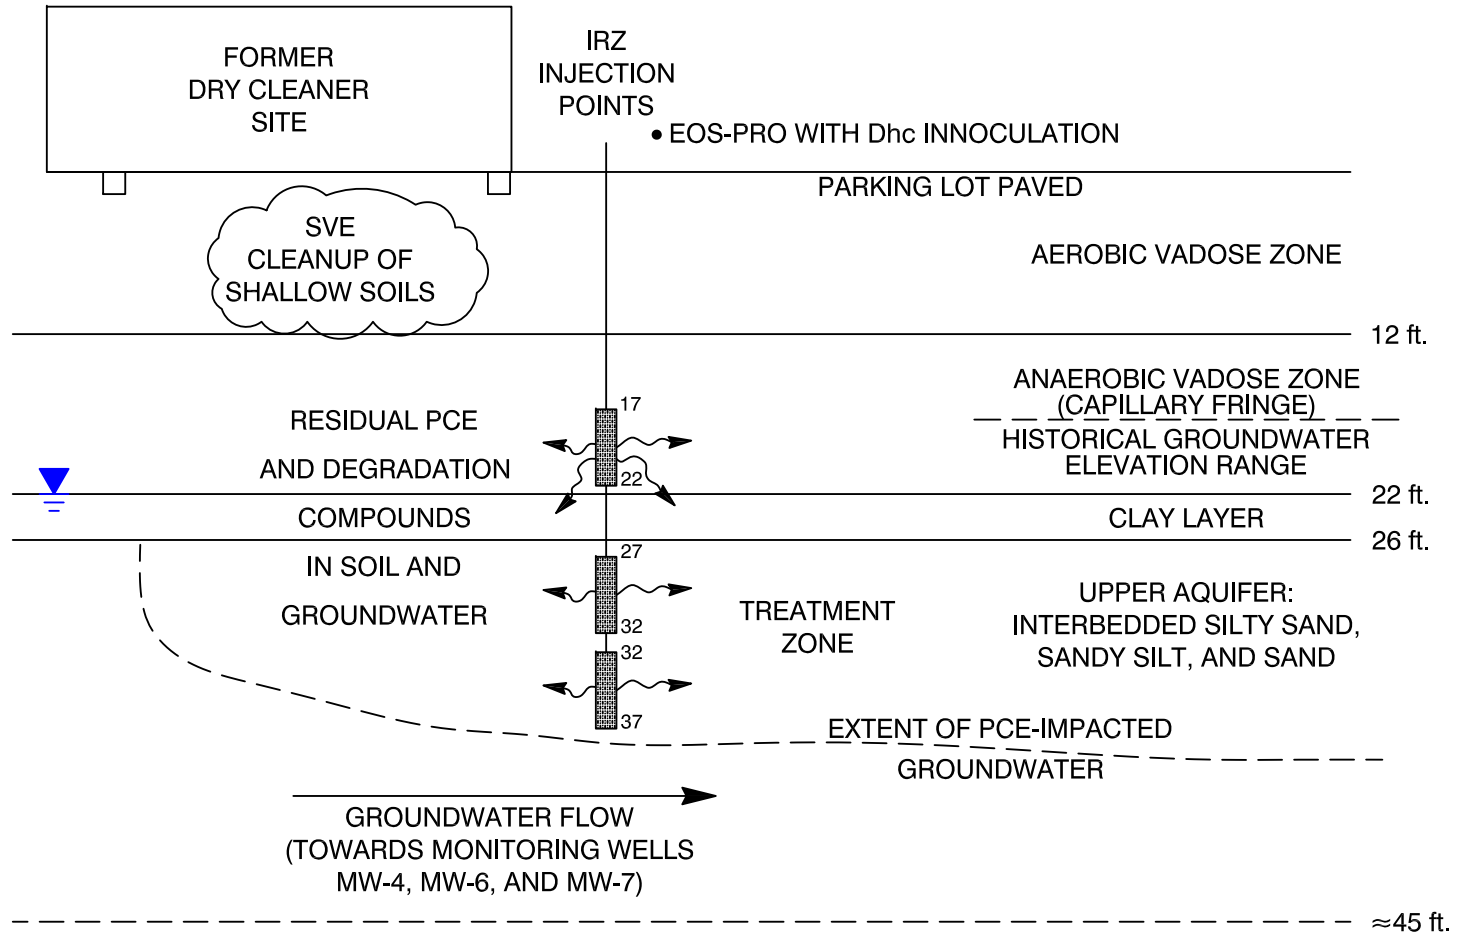 FORMER
DRY CLEANER
SITE
IRZ
INJECTION
POINTS
• EOS-PRO WITH Dhc INNOCULATION
PARKING LOT PAVED
SVE
CLEANUP OF
SHALLOW SOILS
AEROBIC VADOSE ZONE
12 ft.
ANAEROBIC VADOSE ZONE
(CAPILLARY FRINGE)
HISTORICAL GROUNDWATER
ELEVATION RANGE
17
22
RESIDUAL PCE
AND DEGRADATION
COMPOUNDS
IN SOIL AND
GROUNDWATER
22 ft.
CLAY LAYER
26 ft.
27
32
32
37
TREATMENT
ZONE
UPPER AQUIFER:
INTERBEDDED SILTY SAND,
SANDY SILT, AND SAND
EXTENT OF PCE-IMPACTED
GROUNDWATER
GROUNDWATER FLOW
(TOWARDS MONITORING WELLS
MW-4, MW-6, AND MW-7)
≈45 ft.